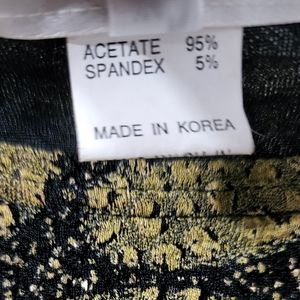 ACETATE 95%
SPANDEX 5%
MADE IN KOREA